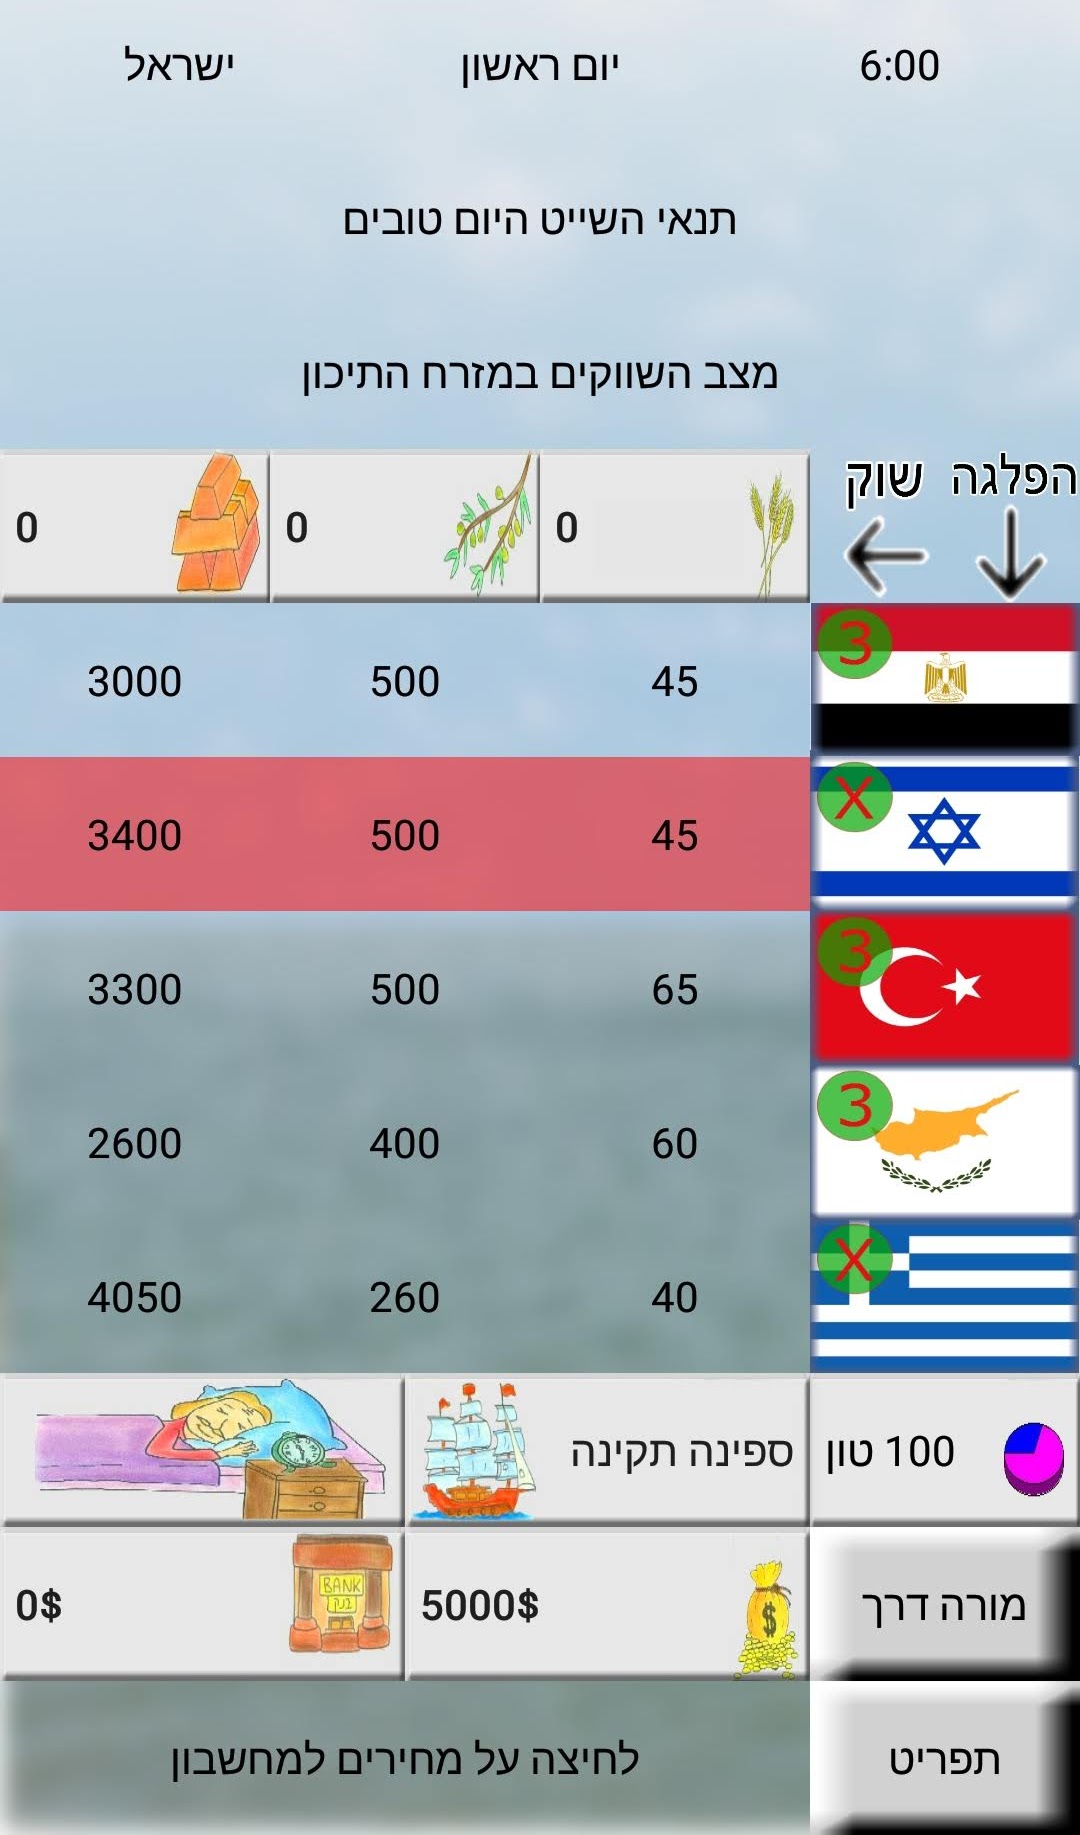 6:00 יום ראשון ישראל
תנאי השייט היום טובים
מצב השווקים במזרח התיכון
הפלגה שוק
0 0 0
3 45 500 3000
X 45 500 3400
3 65 500 3300
3 60 400 2600
X 40 260 4050
100 טון ספינה תקינה
מורה דרך 5000$ BANK בנק 0$
תפריט לחיצה על מחירים למחשבון